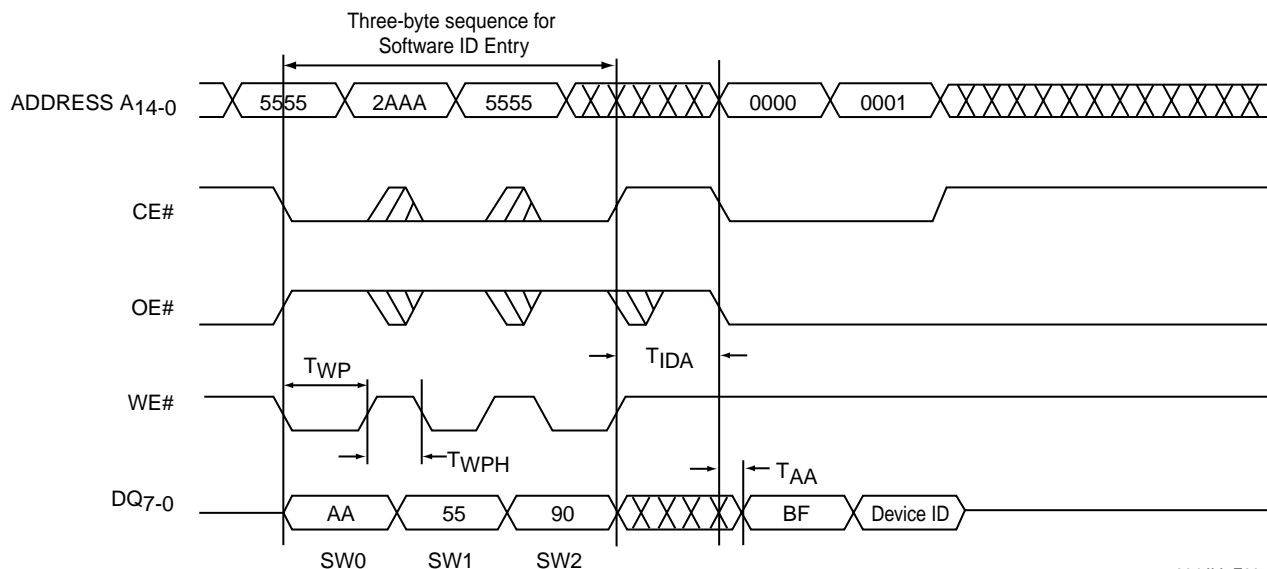 Three-byte sequence for
Software ID Entry
ADDRESS A14-0
5555 2AAA 5555 0000 0001
CE#
OE#
TIDA
TWP
WE#
TWPH
TAA
DQ7-0
AA 55 90 BF Device ID
SW0 SW1 SW2